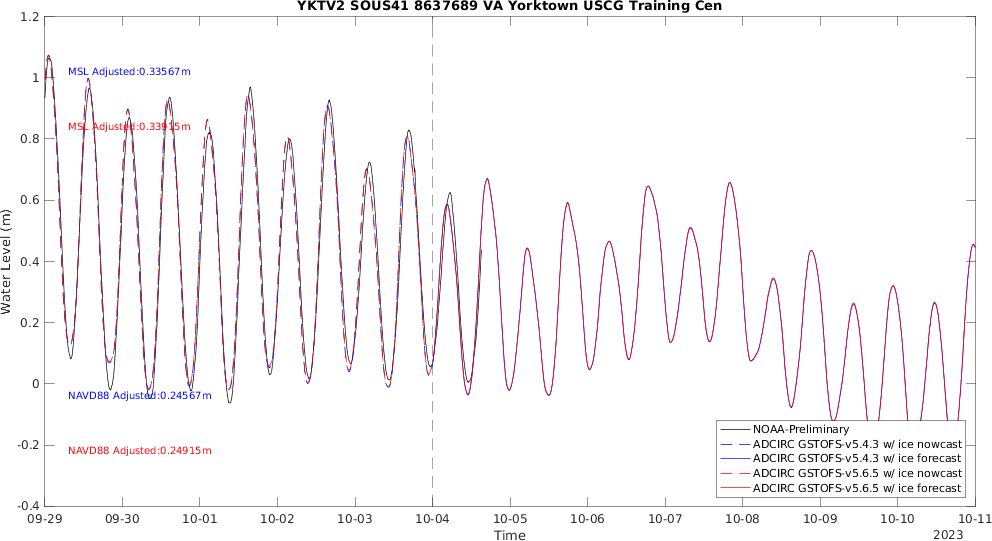 YKTV2 SOUS41 8637689 VA Yorktown USCG Training Cen
1.2
1
0.8
0.6
0.4
0.2
0
-0.2
-0.4
Water Level (m)
MSL Adjusted:0.33567m
MSL Adjusted:0.33915m
NAVD88 Adjusted:0.24567m
NAVD88 Adjusted:0.24915m
NOAA-Preliminary
ADCIRC GSTOFS-v5.4.3 w/ ice nowcast
ADCIRC GSTOFS-v5.4.3 w/ ice forecast
ADCIRC GSTOFS-v5.6.5 w/ ice nowcast
ADCIRC GSTOFS-v5.6.5 w/ ice forecast
09-29 09-30 10-01 10-02 10-03 10-04 10-05 10-06 10-07 10-08 10-09 10-10 10-11
Time
2023